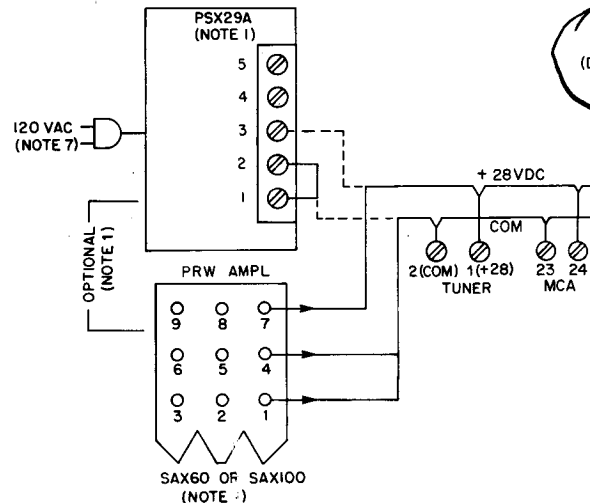 PSX29A
(NOTE 1)
5
4
3
2
1
120 VAC
(NOTE 7)
+ 28VDC
COM
2(COM) 1(+28)
TUNER
23 24
MCA
OPTIONAL
(NOTE 1)
PRW AMPL
9 8 7
6 5 4
3 2 1
SAX60 OR SAX100
(NOTE
(D